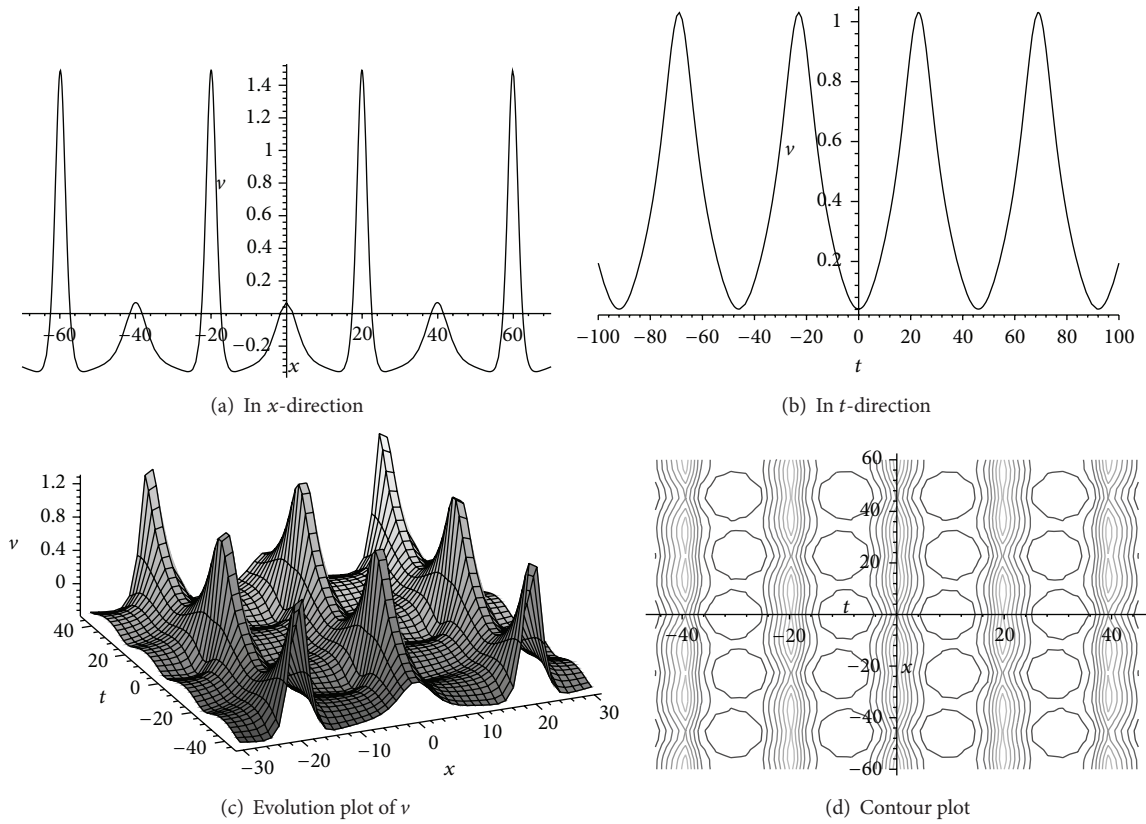 1.4
1.2
1
0.8
v
0.6
0.4
0.2
−60 −40 −20 20 40 60
−0.2
x
(a) In x-direction
1
0.8
0.6
v
0.4
0.2
−100 −80 −60 −40 −20 0 20 40 60 80 100
t
t
(b) In t-direction
1.2
0.8
v
0.4
0
40
20
t
0
−20
−40
−30 −20 −10 0 10 20 30
x
(c) Evolution plot of v
60
40
20
t
−40 −20 20 40
−20
x
−40
−60
(d) Contour plot